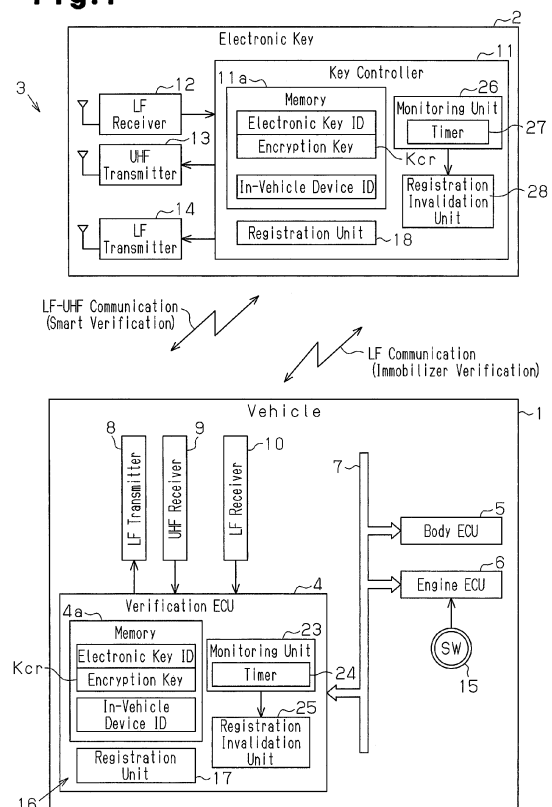 2
Electronic Key
11
3
12
11a
Key Controller
26
LF
Receiver
Memory
Monitoring Unit
Electronic Key ID
Timer
27
13
Encryption Key
UHF
Transmitter
Kcr
In-Vehicle Device ID
Registration
Invalidation
Unit
28
14
LF
Transmitter
Registration Unit
18
LF-UHF Communication
(Smart Verification)
LF Communication
(Immobilizer Verification)
Vehicle
1
8
9
10
7
LF Transmitter
UHF Receiver
LF Receiver
5
Body ECU
6
Engine ECU
4
Verification ECU
4a
Memory
23
Electronic Key ID
Monitoring Unit
SW
Kcr
Encryption Key
Timer
24
15
In-Vehicle
Device ID
25
Registration
Invalidation
Unit
Registration
Unit
17
16